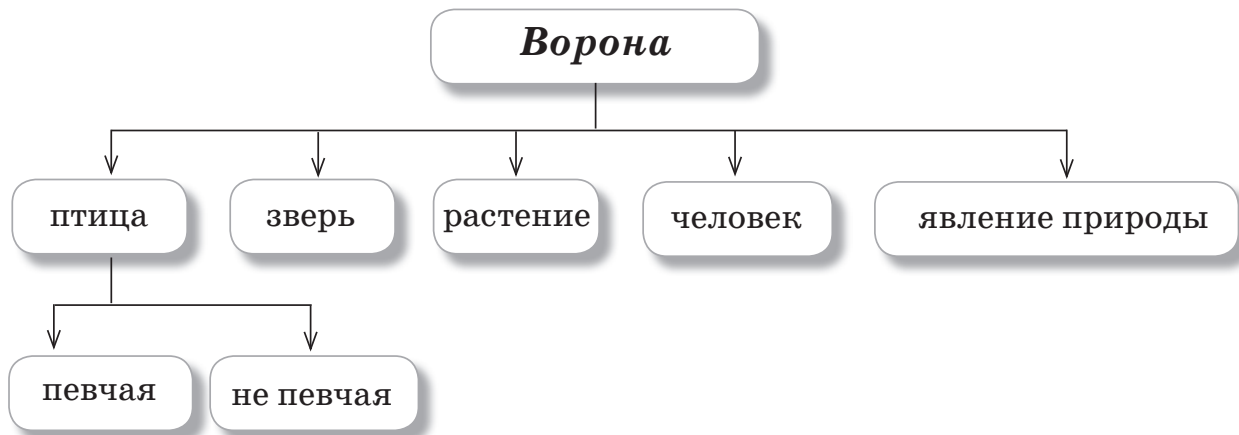 Ворона
птица
зверь
растение
человек
явление природы
певчая
не певчая